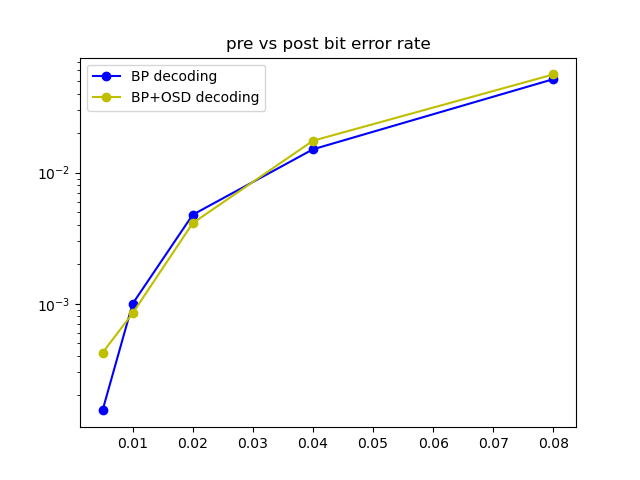 pre vs post bit error rate
BP decoding
BP+OSD decoding
10⁻²
10⁻³
0.01 0.02 0.03 0.04 0.05 0.06 0.07 0.08